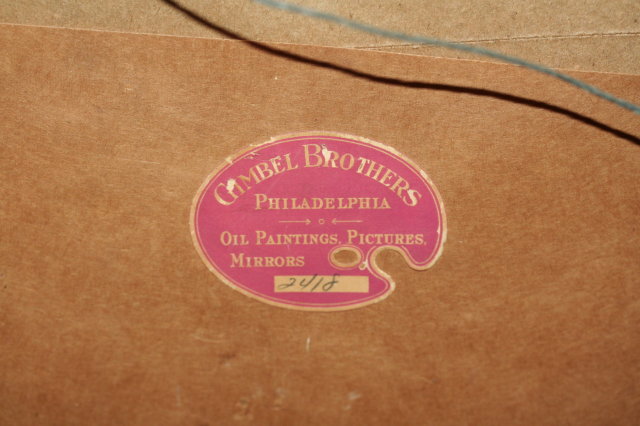 GIMBEL BROTHERS
PHILADELPHIA
OIL PAINTINGS, PICTURES,
MIRRORS
2418